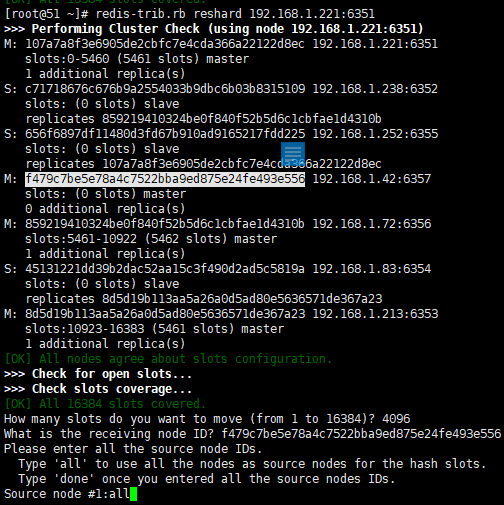 [OK] All 16384 slots covered.
[root@51 ~]# redis-trib.rb reshard 192.168.1.221:6351
>>> Performing Cluster Check (using node 192.168.1.221:6351)
M: 107a7a8f3e6905de2cbfc7e4cda366a22122d8ec 192.168.1.221:6351
slots:0-5460 (5461 slots) master
1 additional replica(s)
S: c71718676c676b9a2554033b9dbc6b03b8315109 192.168.1.238:6352
slots: (0 slots) slave
replicates 859219410324be0f840f52b5d6c1cbfae1d4310b
S: 656f6897df11480d3fd67b910ad9165217fdd225 192.168.1.252:6355
slots: (0 slots) slave
replicates 107a7a8f3e6905de2cbfc7e4cda366a22122d8ec
M: f479c7be5e78a4c7522bba9ed875e24fe493e556 192.168.1.42:6357
slots: (0 slots) master
0 additional replica(s)
M: 859219410324be0f840f52b5d6c1cbfae1d4310b 192.168.1.72:6356
slots:5461-10922 (5462 slots) master
1 additional replica(s)
S: 45131221dd39b2dac52aa15c3f490d2ad5c5819a 192.168.1.83:6354
slots: (0 slots) slave
replicates 8d5d19b113aa5a26a0d5ad80e5636571de367a23
M: 8d5d19b113aa5a26a0d5ad80e5636571de367a23 192.168.1.213:6353
slots:10923-16383 (5461 slots) master
1 additional replica(s)
[OK] All nodes agree about slots configuration.
>>> Check for open slots...
>>> Check slots coverage...
[OK] All 16384 slots covered.
How many slots do you want to move (from 1 to 16384)? 4096
What is the receiving node ID? f479c7be5e78a4c7522bba9ed875e24fe493e556
Please enter all the source node IDs.
Type 'all' to use all the nodes as source nodes for the hash slots.
Type 'done' once you entered all the source nodes IDs.
Source node #1:all